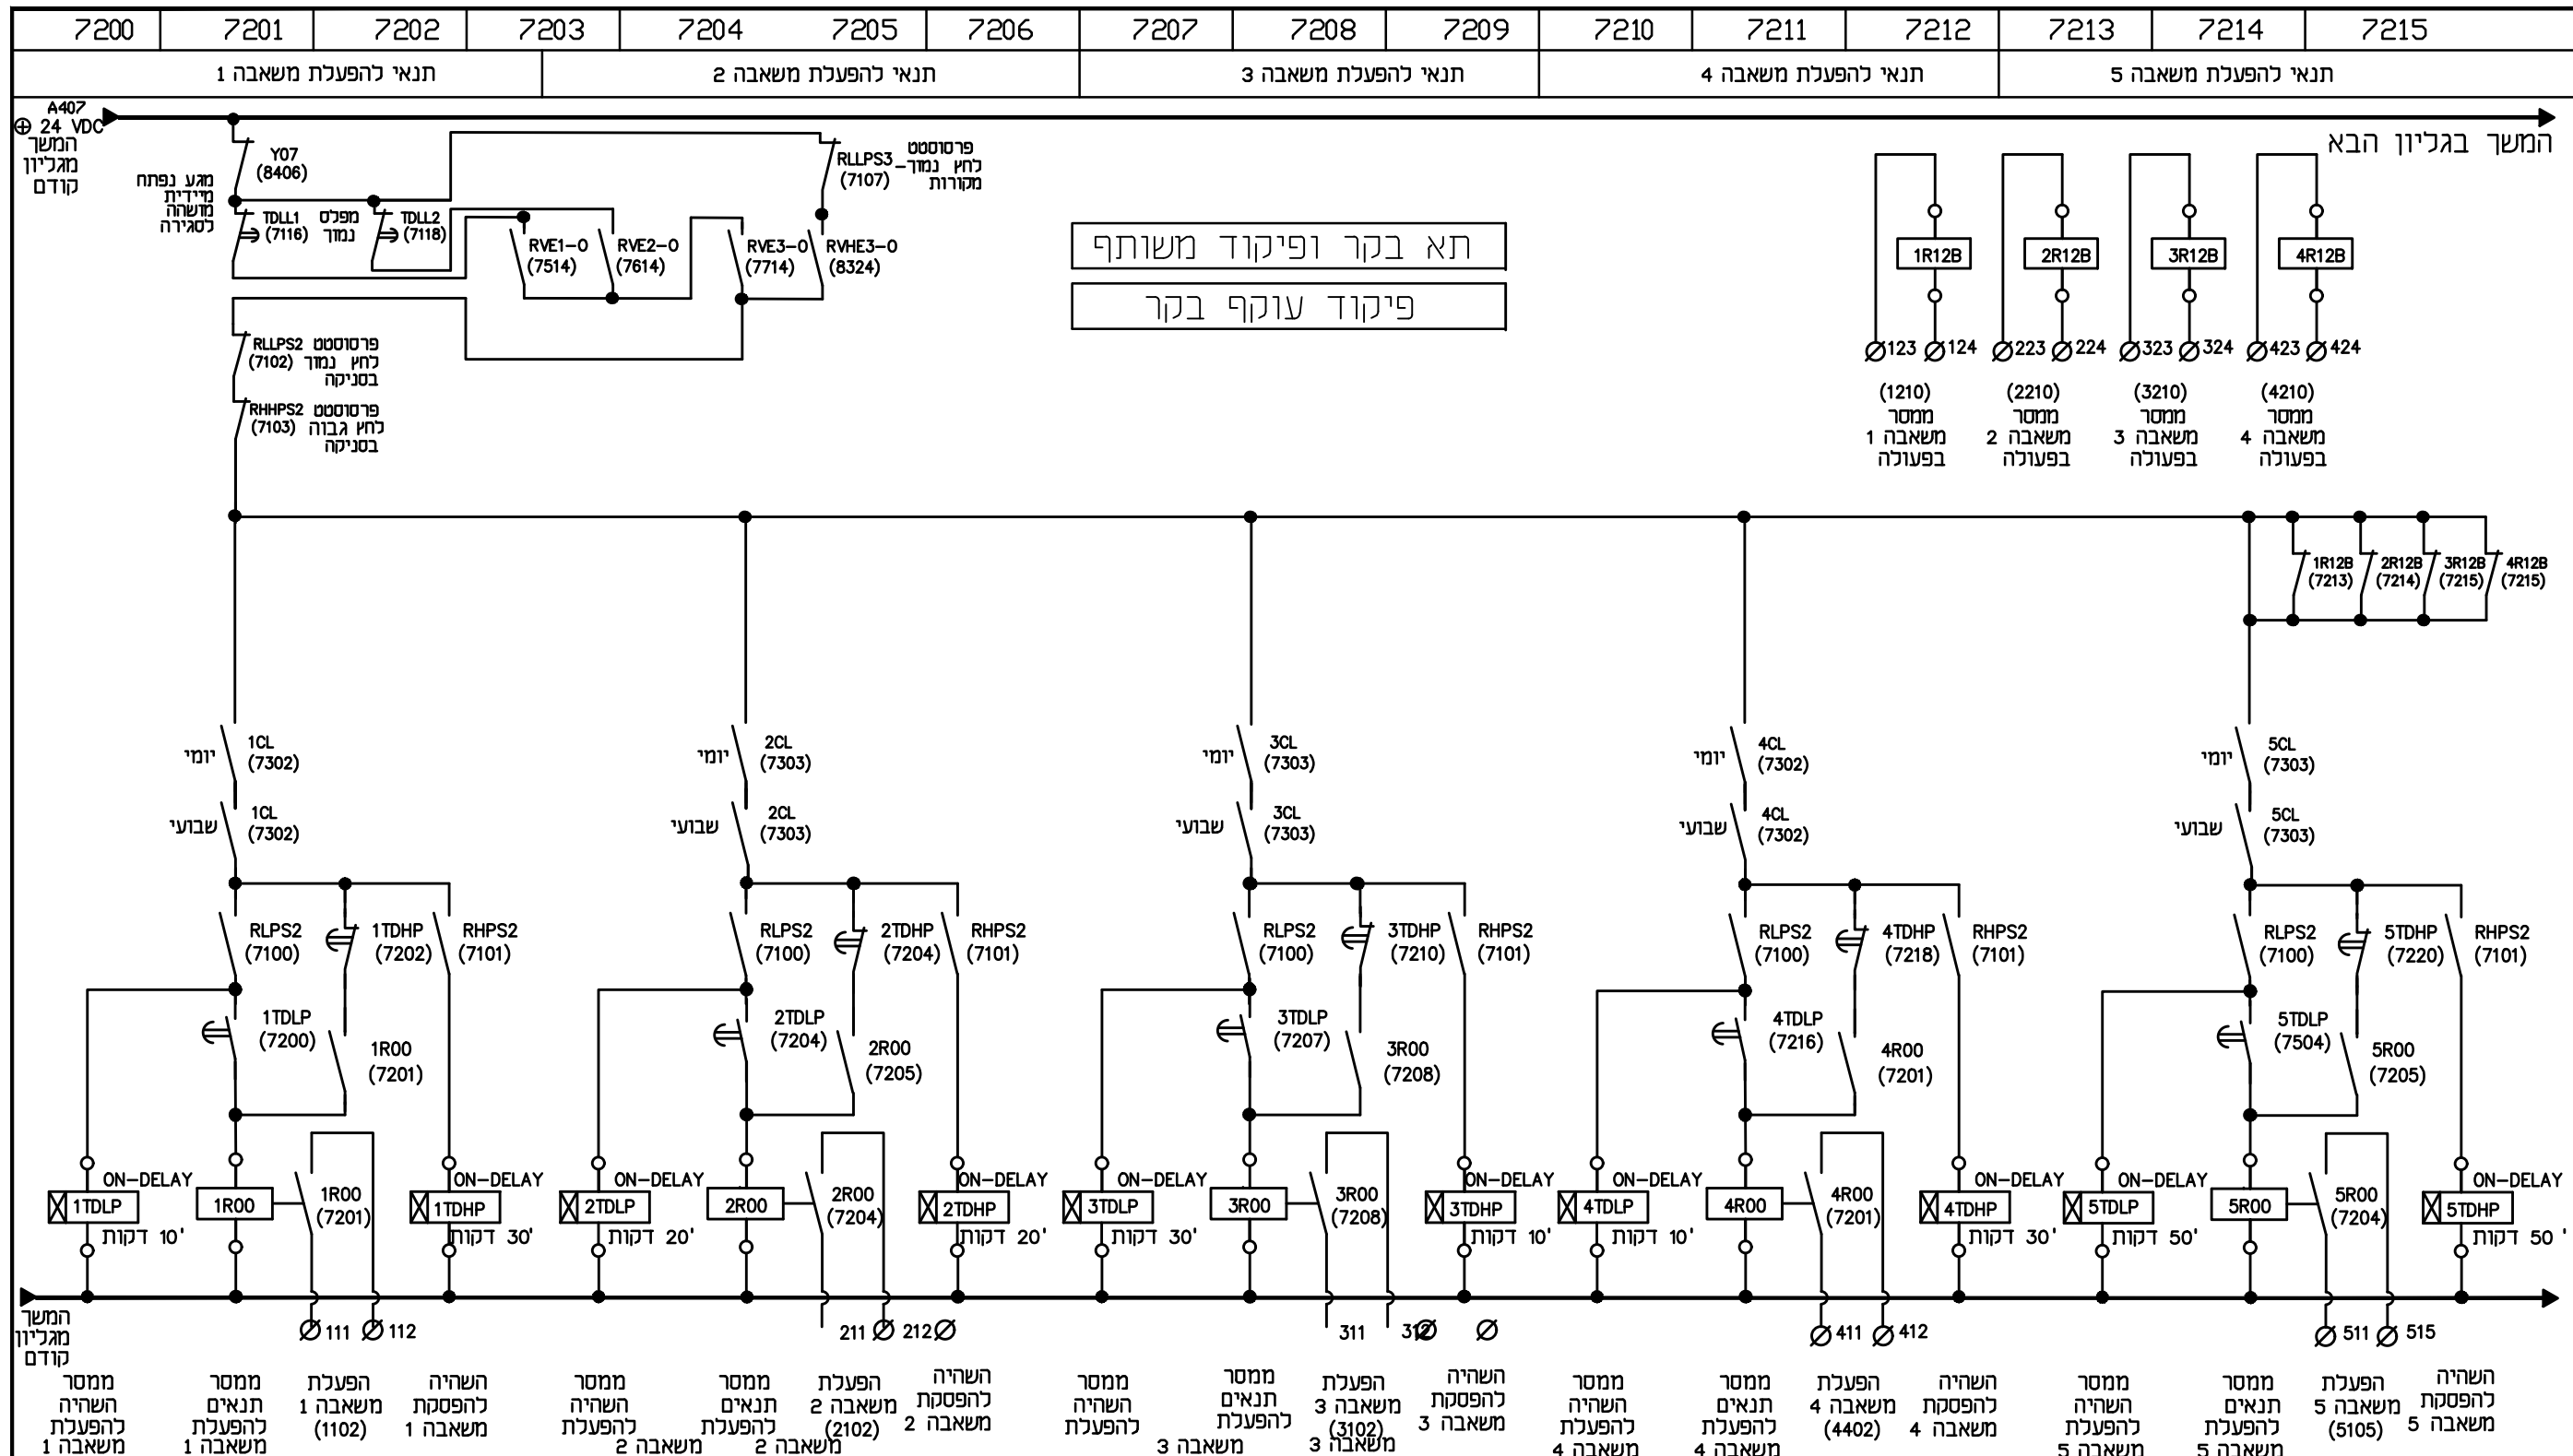 7200 7201 7202 7203 7204 7205 7206 7207 7208 7209 7210 7211 7212 7213 7214 7215
תנאי להפעלת משאבה 1
תנאי להפעלת משאבה 2
תנאי להפעלת משאבה 3
תנאי להפעלת משאבה 4
תנאי להפעלת משאבה 5
A407
⊕ 24 VDC
המשך
מגליון
קודם
המשך בגליון הבא
Y07
(8406)
מגע נפתח
מיידית
מושהה
לסגירה
TDLL1
(7116)
מפלס
נמוך
TDLL2
(7118)
RLLPS3
(7107)
פרסוסטט
לחץ נמוך-
מקורות
RVE1-O
(7514)
RVE2-O
(7614)
RVE3-O
(7714)
RVHE3-O
(8324)
תא בקר ופיקוד משותף
פיקוד עוקף בקר
RLLPS2
(7102)
פרסוסטט
לחץ נמוך
בסניקה
RHHPS2
(7103)
פרסוסטט
לחץ גבוה
בסניקה
1R12B 2R12B 3R12B 4R12B
123 124 223 224 323 324 423 424
(1210) (2210) (3210) (4210)
ממסר
משאבה 1
בפעולה
ממסר
משאבה 2
בפעולה
ממסר
משאבה 3
בפעולה
ממסר
משאבה 4
בפעולה
1R12B 2R12B 3R12B 4R12B
(7213) (7214) (7215) (7215)
יומי 1CL
(7302)
יומי 2CL
(7303)
יומי 3CL
(7303)
יומי 4CL
(7302)
יומי 5CL
(7303)
שבועי 1CL
(7302)
שבועי 2CL
(7303)
שבועי 3CL
(7303)
שבועי 4CL
(7302)
שבועי 5CL
(7303)
RLPS2 1TDHP RHPS2
(7100) (7202) (7101)
RLPS2 2TDHP RHPS2
(7100) (7204) (7101)
RLPS2 3TDHP RHPS2
(7100) (7210) (7101)
RLPS2 4TDHP RHPS2
(7100) (7218) (7101)
RLPS2 5TDHP RHPS2
(7100) (7220) (7101)
1TDLP
(7200)
1R00
(7201)
2TDLP
(7204)
2R00
(7205)
3TDLP
(7207)
3R00
(7208)
4TDLP
(7216)
4R00
(7201)
5TDLP
(7504)
5R00
(7205)
ON-DELAY
1TDLP
דקות 10'
1R00
1R00
(7201)
ON-DELAY
1TDHP
דקות 30'
ON-DELAY
2TDLP
דקות 20'
2R00
2R00
(7204)
ON-DELAY
2TDHP
דקות 20'
ON-DELAY
3TDLP
דקות 30'
3R00
3R00
(7208)
ON-DELAY
3TDHP
דקות 10'
ON-DELAY
4TDLP
דקות 10'
4R00
4R00
(7201)
ON-DELAY
4TDHP
דקות 30'
ON-DELAY
5TDLP
דקות 50'
5R00
5R00
(7204)
ON-DELAY
5TDHP
דקות 50 '
המשך
מגליון
קודם
111 112 211 212 311 312 411 412 511 515
ממסר
השהיה
להפעלת
משאבה 1
ממסר
תנאים
להפעלת
משאבה 1
הפעלת
משאבה 1
(1102)
השהיה
להפסקת
משאבה 1
ממסר
השהיה
להפעלת
משאבה 2
ממסר
תנאים
להפעלת
משאבה 2
הפעלת
משאבה 2
(2102)
השהיה
להפסקת
משאבה 2
ממסר
השהיה
להפעלת
משאבה 3
ממסר
תנאים
להפעלת
משאבה 3
הפעלת
משאבה 3
(3102)
השהיה
להפסקת
משאבה 3
ממסר
השהיה
להפעלת
משאבה 4
ממסר
תנאים
להפעלת
משאבה 4
הפעלת
משאבה 4
(4402)
השהיה
להפסקת
משאבה 4
ממסר
השהיה
להפעלת
משאבה 5
ממסר
תנאים
להפעלת
משאבה 5
הפעלת
משאבה 5
(5105)
השהיה
להפסקת
משאבה 5